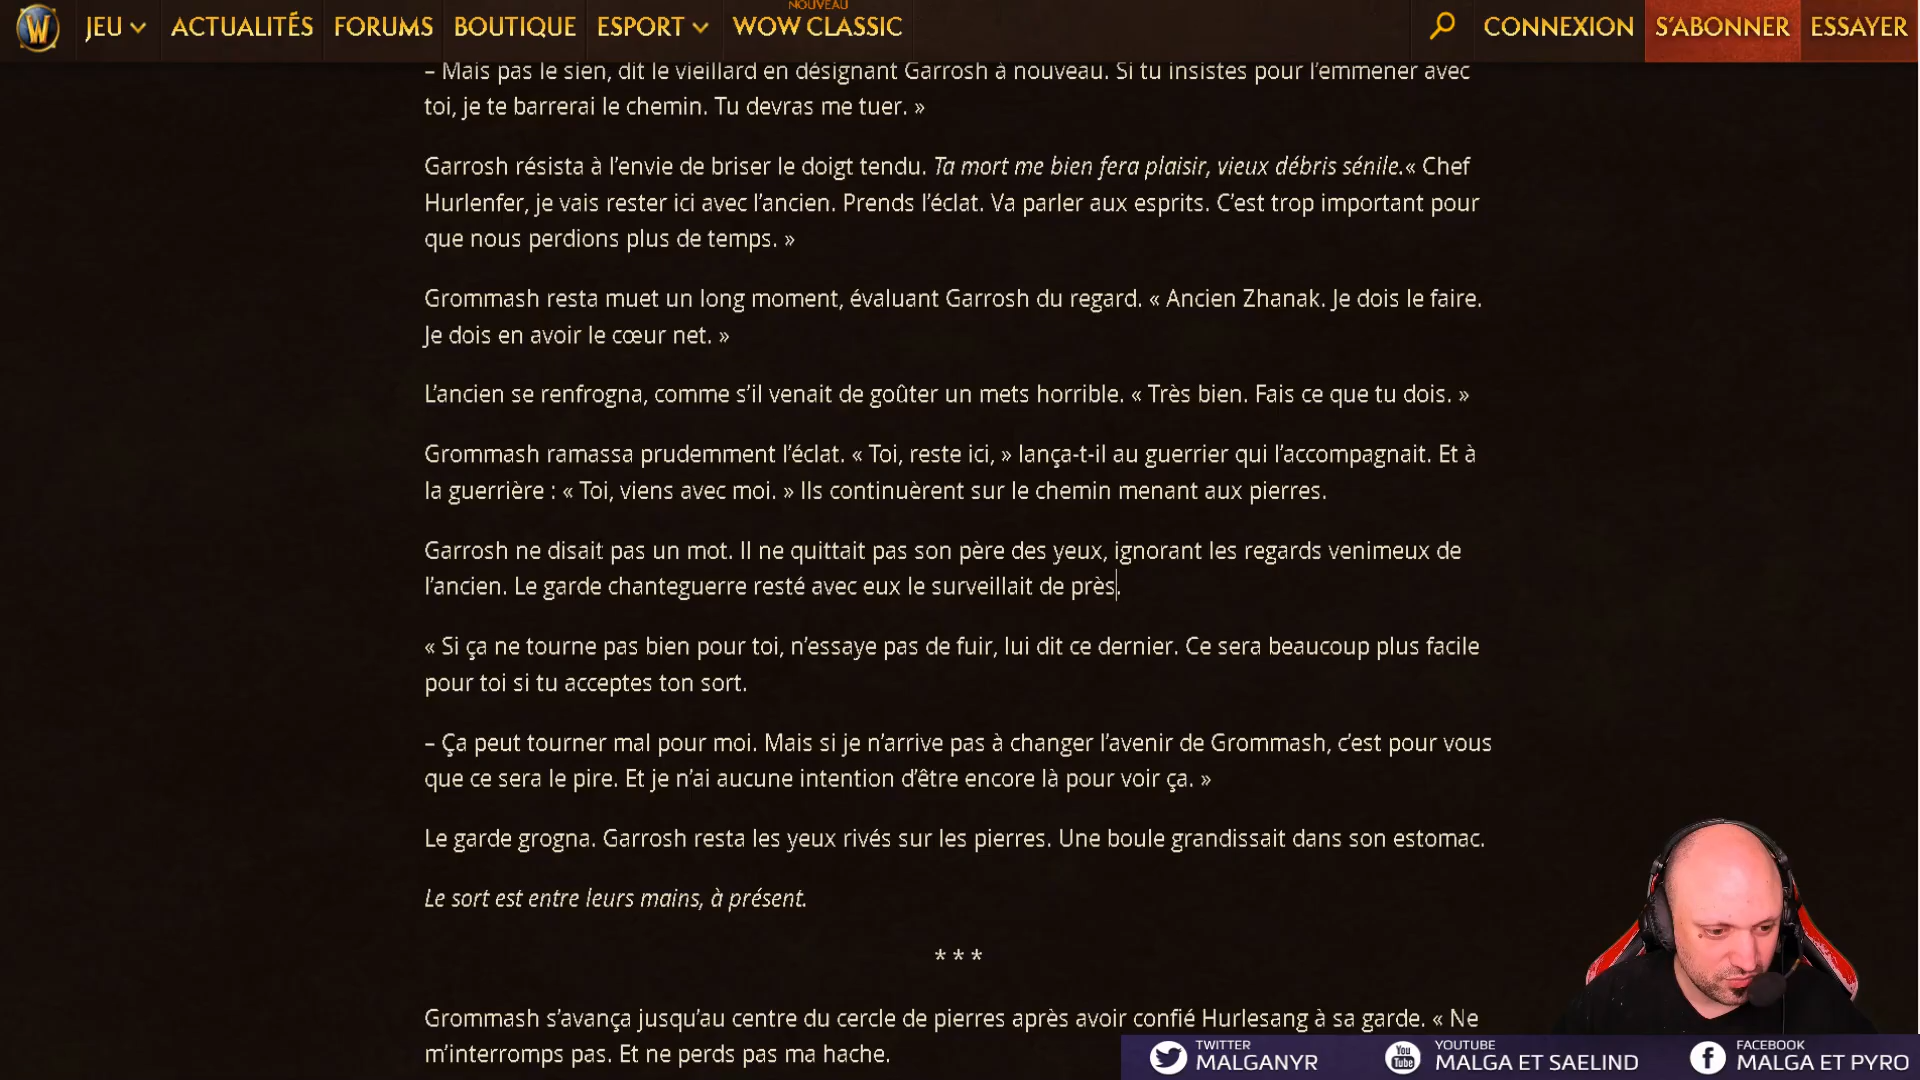 NOUVEAU
JEU ACTUALITÉS FORUMS BOUTIQUE ESPORT WOW CLASSIC CONNEXION S'ABONNER ESSAYER
– Mais pas le sien, dit le vieillard en désignant Garrosh à nouveau. Si tu insistes pour l'emmener avec
toi, je te barrerai le chemin. Tu devras me tuer. »
Garrosh résista à l'envie de briser le doigt tendu. Ta mort me bien fera plaisir, vieux débris sénile.« Chef
Hurlenfer, je vais rester ici avec l'ancien. Prends l'éclat. Va parler aux esprits. C'est trop important pour
que nous perdions plus de temps. »
Grommash resta muet un long moment, évaluant Garrosh du regard. « Ancien Zhanak. Je dois le faire.
Je dois en avoir le cœur net. »
L'ancien se renfrogna, comme s'il venait de goûter un mets horrible. « Très bien. Fais ce que tu dois. »
Grommash ramassa prudemment l'éclat. « Toi, reste ici, » lança-t-il au guerrier qui l'accompagnait. Et à
la guerrière : « Toi, viens avec moi. » Ils continuèrent sur le chemin menant aux pierres.
Garrosh ne disait pas un mot. Il ne quittait pas son père des yeux, ignorant les regards venimeux de
l'ancien. Le garde chanteguerre resté avec eux le surveillait de près.
« Si ça ne tourne pas bien pour toi, n'essaye pas de fuir, lui dit ce dernier. Ce sera beaucoup plus facile
pour toi si tu acceptes ton sort.
– Ça peut tourner mal pour moi. Mais si je n'arrive pas à changer l'avenir de Grommash, c'est pour vous
que ce sera le pire. Et je n'ai aucune intention d'être encore là pour voir ça. »
Le garde grogna. Garrosh resta les yeux rivés sur les pierres. Une boule grandissait dans son estomac.
Le sort est entre leurs mains, à présent.
* * *
Grommash s'avança jusqu'au centre du cercle de pierres après avoir confié Hurlesang à sa garde. « Ne
m'interromps pas. Et ne perds pas ma hache.
TWITTER
MALGANYR
You Tube
YOUTUBE
MALGA ET SAELIND
FACEBOOK
MALGA ET PYRO